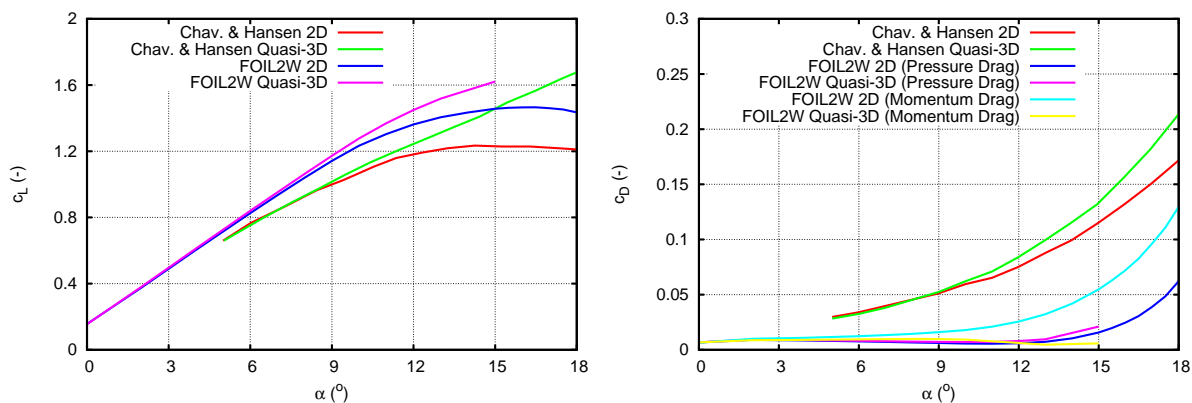 Chav. & Hansen 2D
Chav. & Hansen Quasi-3D
FOIL2W 2D
FOIL2W Quasi-3D
2
1.6
1.2
0.8
0.4
0
0 3 6 9 12 15 18
cL (-)
α (o)
Chav. & Hansen 2D
Chav. & Hansen Quasi-3D
FOIL2W 2D (Pressure Drag)
FOIL2W Quasi-3D (Pressure Drag)
FOIL2W 2D (Momentum Drag)
FOIL2W Quasi-3D (Momentum Drag)
0.3
0.25
0.2
0.15
0.1
0.05
0
0 3 6 9 12 15 18
cD (-)
α (o)